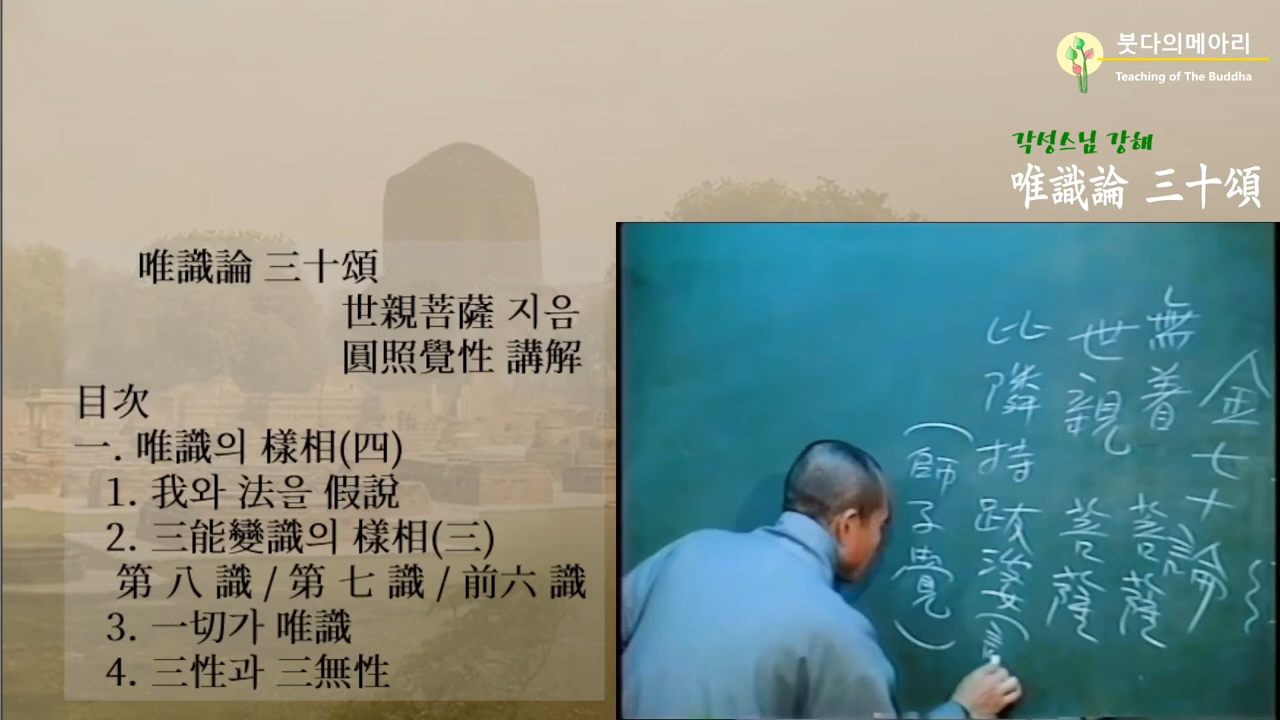 붓다의메아리
Teaching of The Buddha
각성스님 강해
唯識論 三十頌
唯識論 三十頌
世親菩薩 지음
圓照覺性 講解
目次
一. 唯識의 樣相(四)
1. 我와 法을 假說
2. 三能變識의 樣相(三)
第 八 識 / 第 七 識 / 前六 識
3. 一切가 唯識
4. 三性과 三無性
金七十論
無着菩薩
世親菩薩
比隣持跋婆
(師子覺)